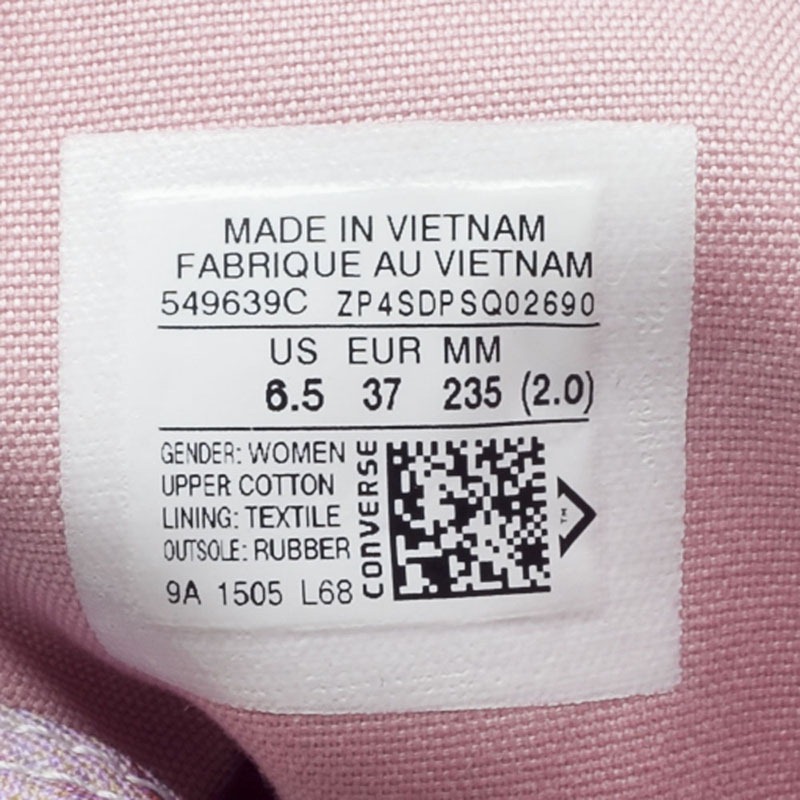 MADE IN VIETNAM
FABRIQUE AU VIETNAM
549639C ZP4SDPSQ02690
US EUR MM
6.5 37 235 (2.0)
GENDER: WOMEN
UPPER COTTON
LINING: TEXTILE
OUTSOLE: RUBBER
9A 1505 L68
CONVERSE
TM